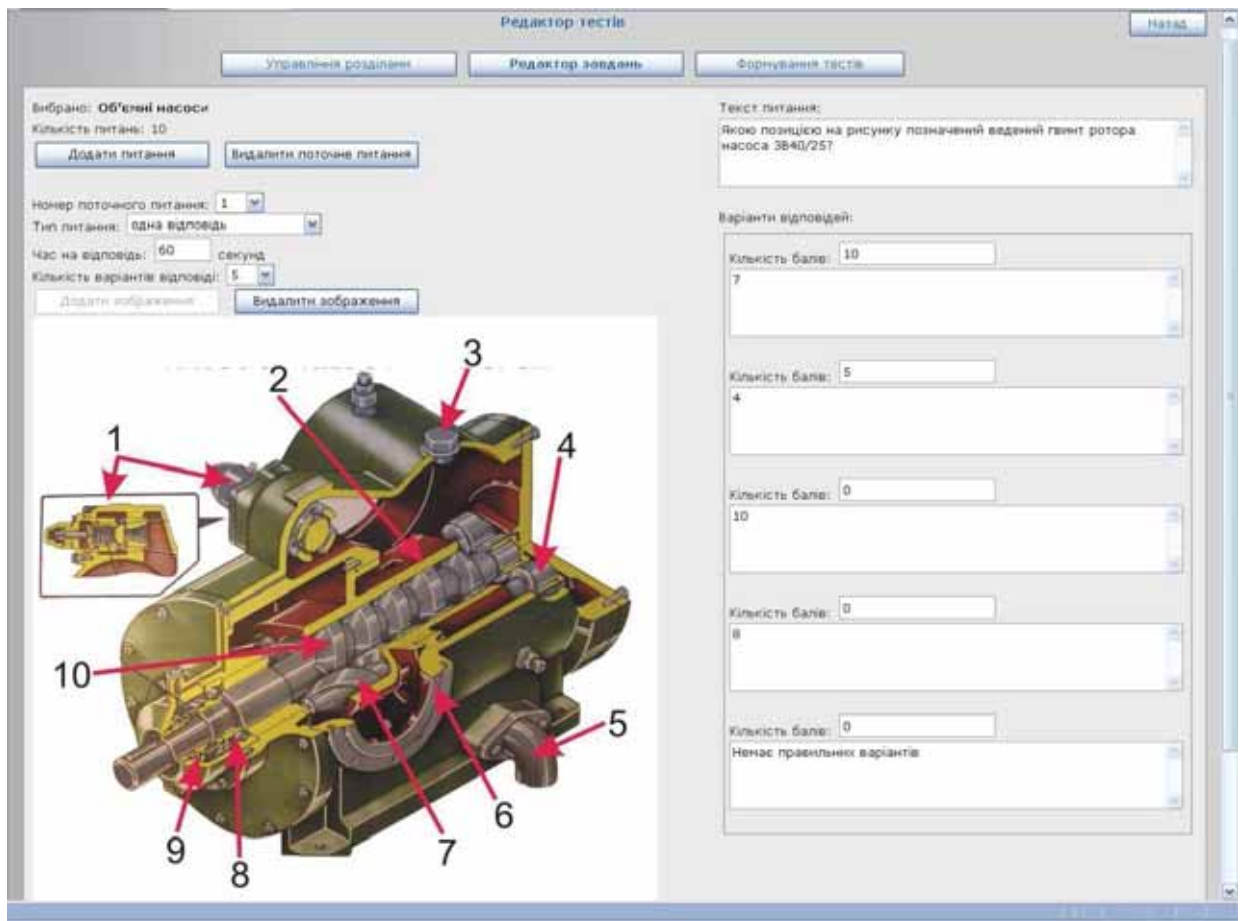 Редактор тестів
Назад
Управління розділами
Редактор завдань
Формування тестів
Вибрано: Об'ємні насоси
Кількість питань: 10
Додати питання
Видалити поточне питання
Номер поточного питання: 1
Тип питання: одна відповідь
Час на відповідь: 60 секунд
Кількість варіантів відповіді: 5
Додати зображення
Видалити зображення
1
2
3
4
5
6
7
8
9
10
Текст питання:
Якою позицією на рисунку позначений ведений гвинт ротора
насоса 3В40/25?
Варіанти відповідей:
Кількість балів: 10
7
Кількість балів: 5
4
Кількість балів: 0
10
Кількість балів: 0
8
Кількість балів: 0
Немає правильних варіантів